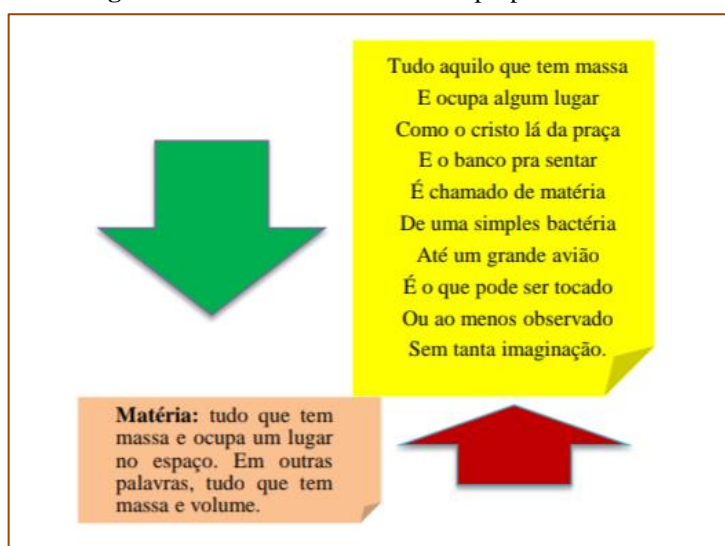 Tudo aquilo que tem massa
E ocupa algum lugar
Como o cristo lá da praça
E o banco pra sentar
É chamado de matéria
De uma simples bactéria
Até um grande avião
É o que pode ser tocado
Ou ao menos observado
Sem tanta imaginação.
Matéria: tudo que tem
massa e ocupa um lugar
no espaço. Em outras
palavras, tudo que tem
massa e volume.